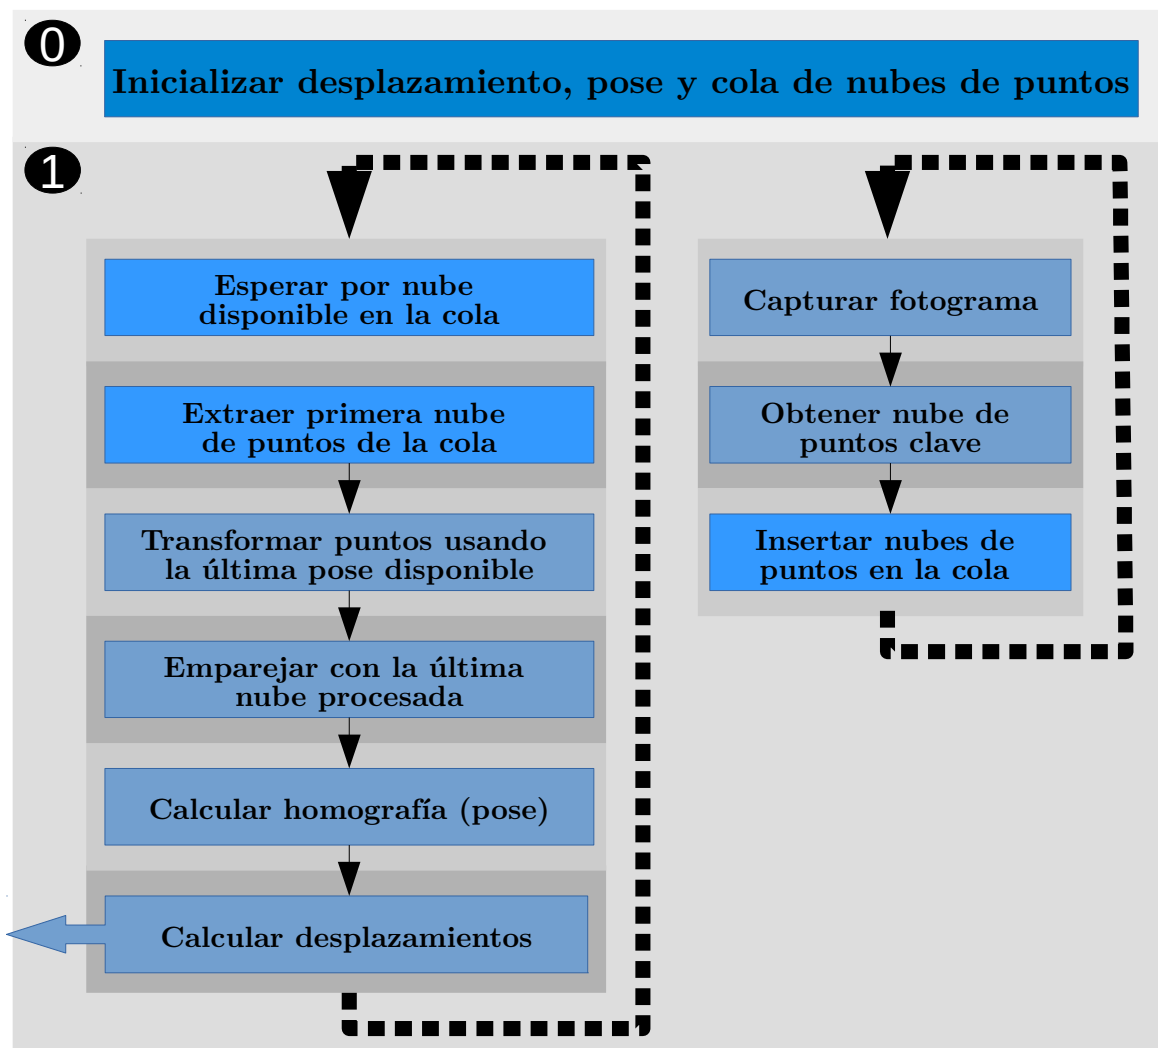 0
Inicializar desplazamiento, pose y cola de nubes de puntos
1
Esperar por nube
disponible en la cola
Extraer primera nube
de puntos de la cola
Transformar puntos usando
la última pose disponible
Emparejar con la última
nube procesada
Calcular homografía (pose)
Calcular desplazamientos
Capturar fotograma
Obtener nube de
puntos clave
Insertar nubes de
puntos en la cola